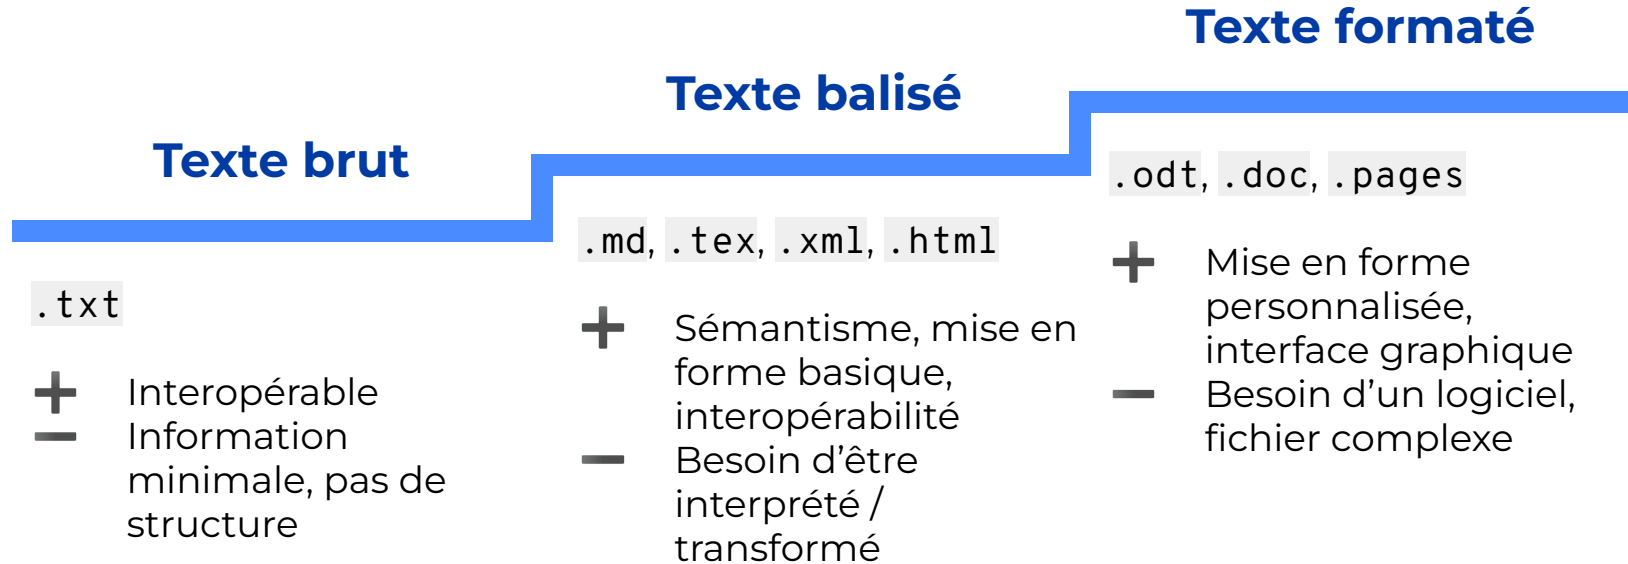 Texte brut
.txt
+ Interopérable
− Information
minimale, pas de
structure
Texte balisé
.md, .tex, .xml, .html
+ Sémantisme, mise en
forme basique,
interopérabilité
− Besoin d’être
interprété /
transformé
Texte formaté
.odt, .doc, .pages
+ Mise en forme
personnalisée,
interface graphique
− Besoin d’un logiciel,
fichier complexe